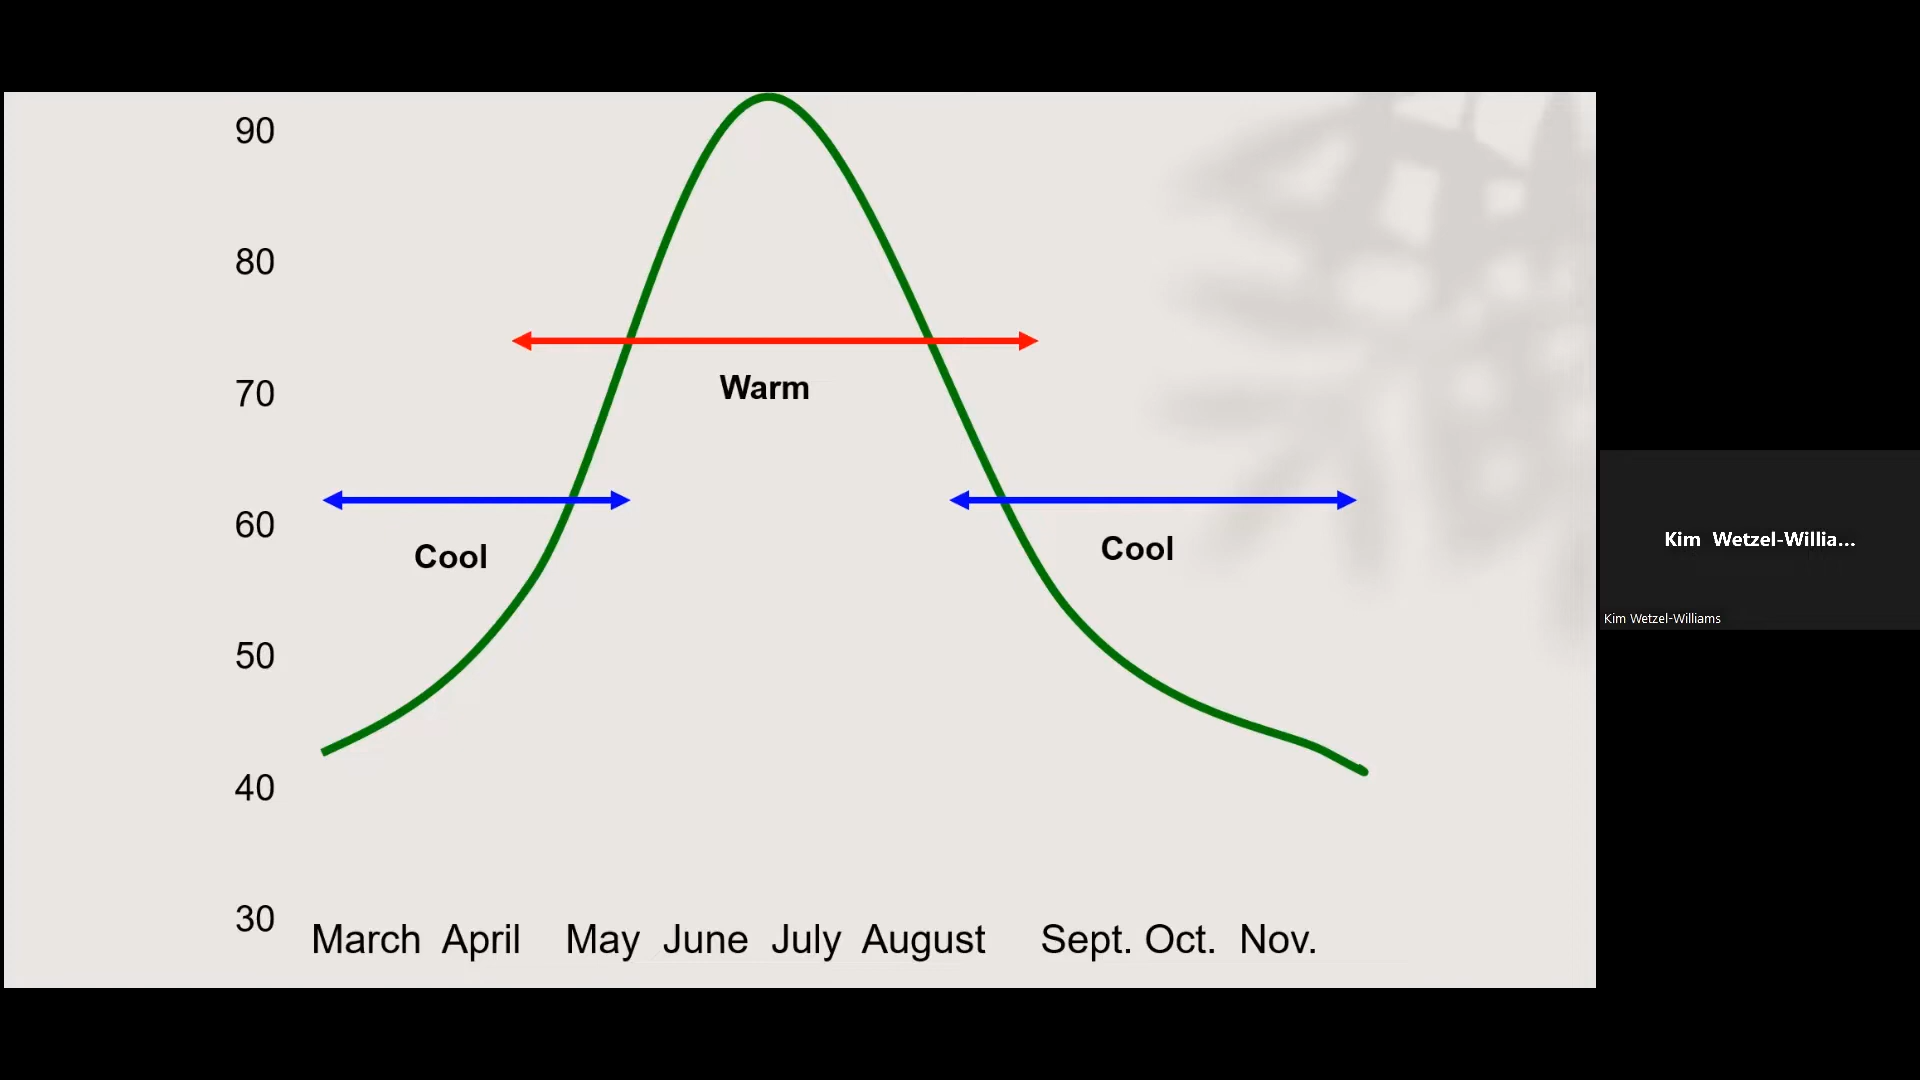 90
80
70
Warm
60
Cool
Cool
50
40
30
March April May June July August Sept. Oct. Nov.
Kim Wetzel-Willia...
Kim Wetzel-Williams